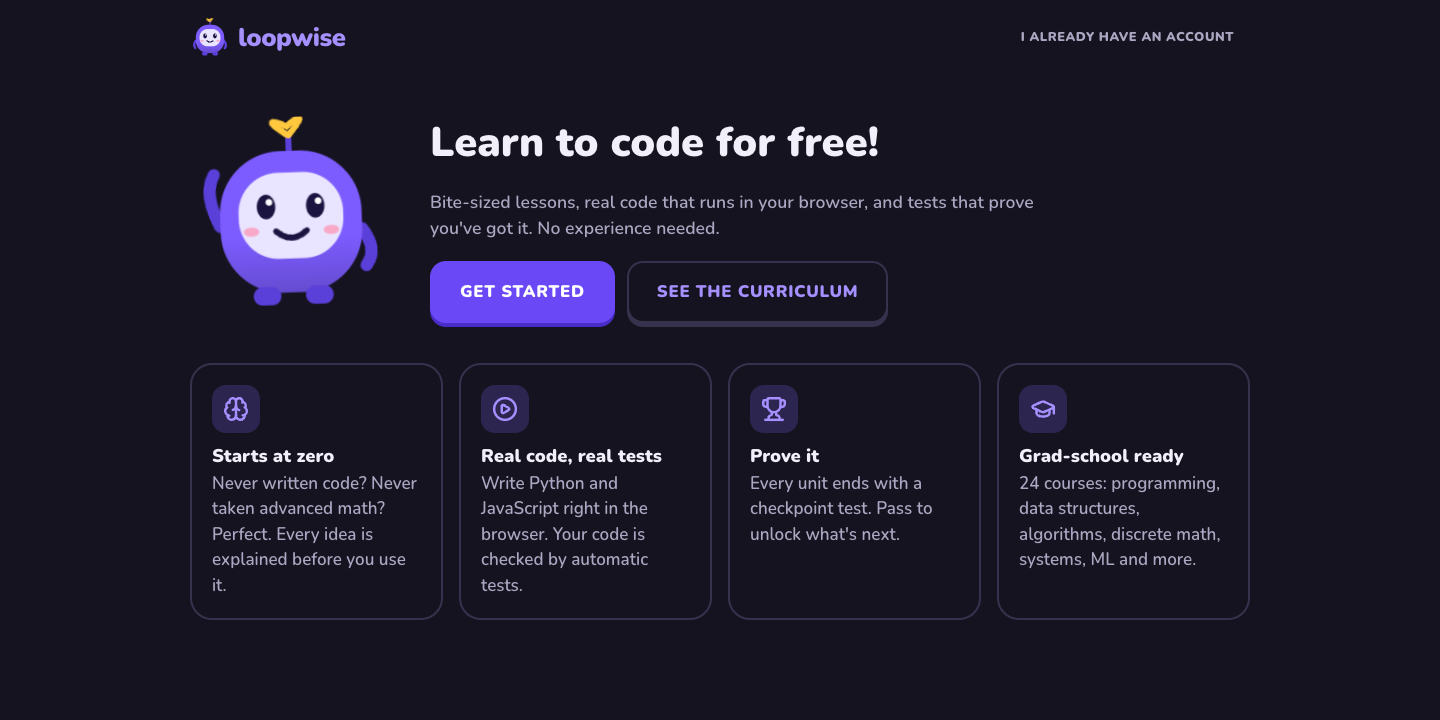 loopwise
I ALREADY HAVE AN ACCOUNT
Learn to code for free!
Bite-sized lessons, real code that runs in your browser, and tests that prove
you've got it. No experience needed.
GET STARTED
SEE THE CURRICULUM
Starts at zero
Never written code? Never
taken advanced math?
Perfect. Every idea is
explained before you use
it.
Real code, real tests
Write Python and
JavaScript right in the
browser. Your code is
checked by automatic
tests.
Prove it
Every unit ends with a
checkpoint test. Pass to
unlock what's next.
Grad-school ready
24 courses: programming,
data structures,
algorithms, discrete math,
systems, ML and more.